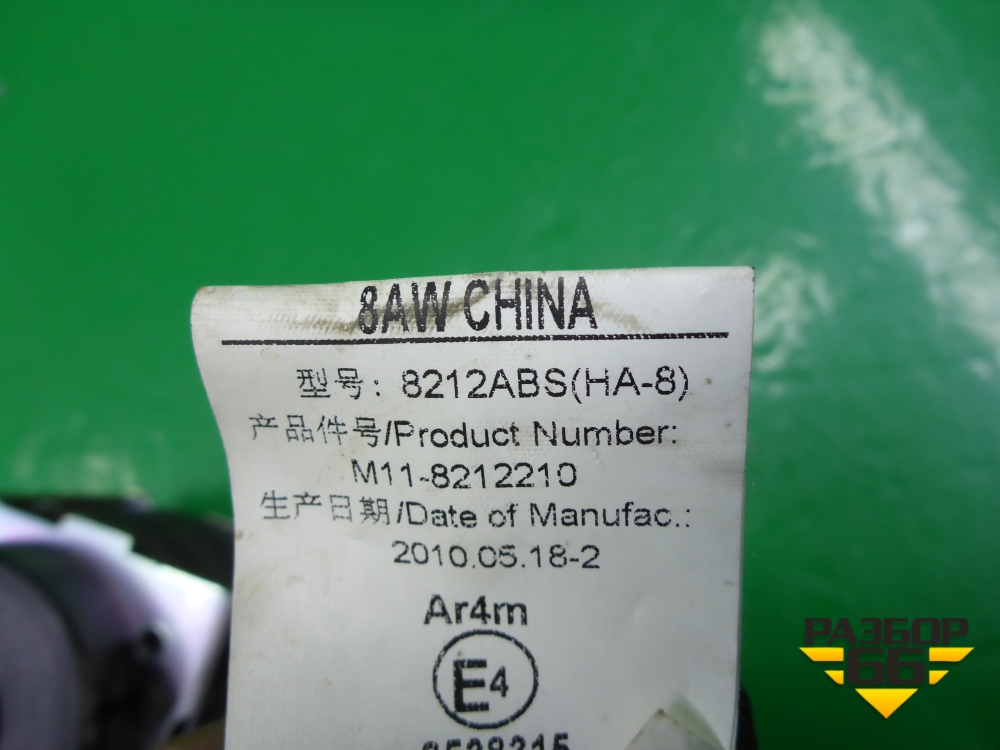 8AW CHINA
型号: 8212ABS(HA-8)
产品件号/Product Number:
M11-8212210
生产日期/Date of Manufac.:
2010.05.18-2
Ar4m
E4
РАЗБОР
66